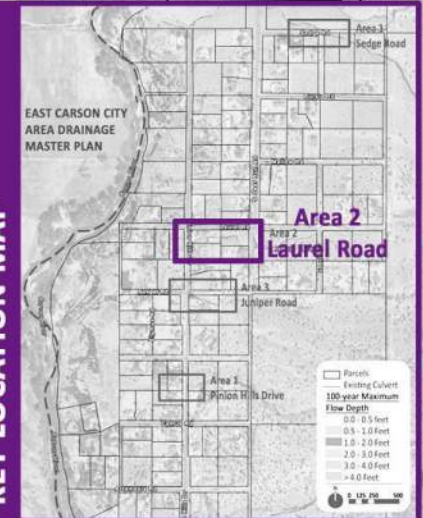 KEY LOCATION MAP
Area 1
Sedge Road
EAST CARSON CITY
AREA DRAINAGE
MASTER PLAN
Area 2
Laurel Road
Area 2
Area 3
Juniper Road
Area 1
Pinion Hills Drive
Parcels
Existing Culvert
100-year Maximum
Flow Depth
0.0 - 0.5 feet
0.5 - 1.0 Feet
1.0 - 2.0 Feet
2.0 - 3.0 Feet
3.0 - 4.0 Feet
> 4.0 Feet
0 125 250 500